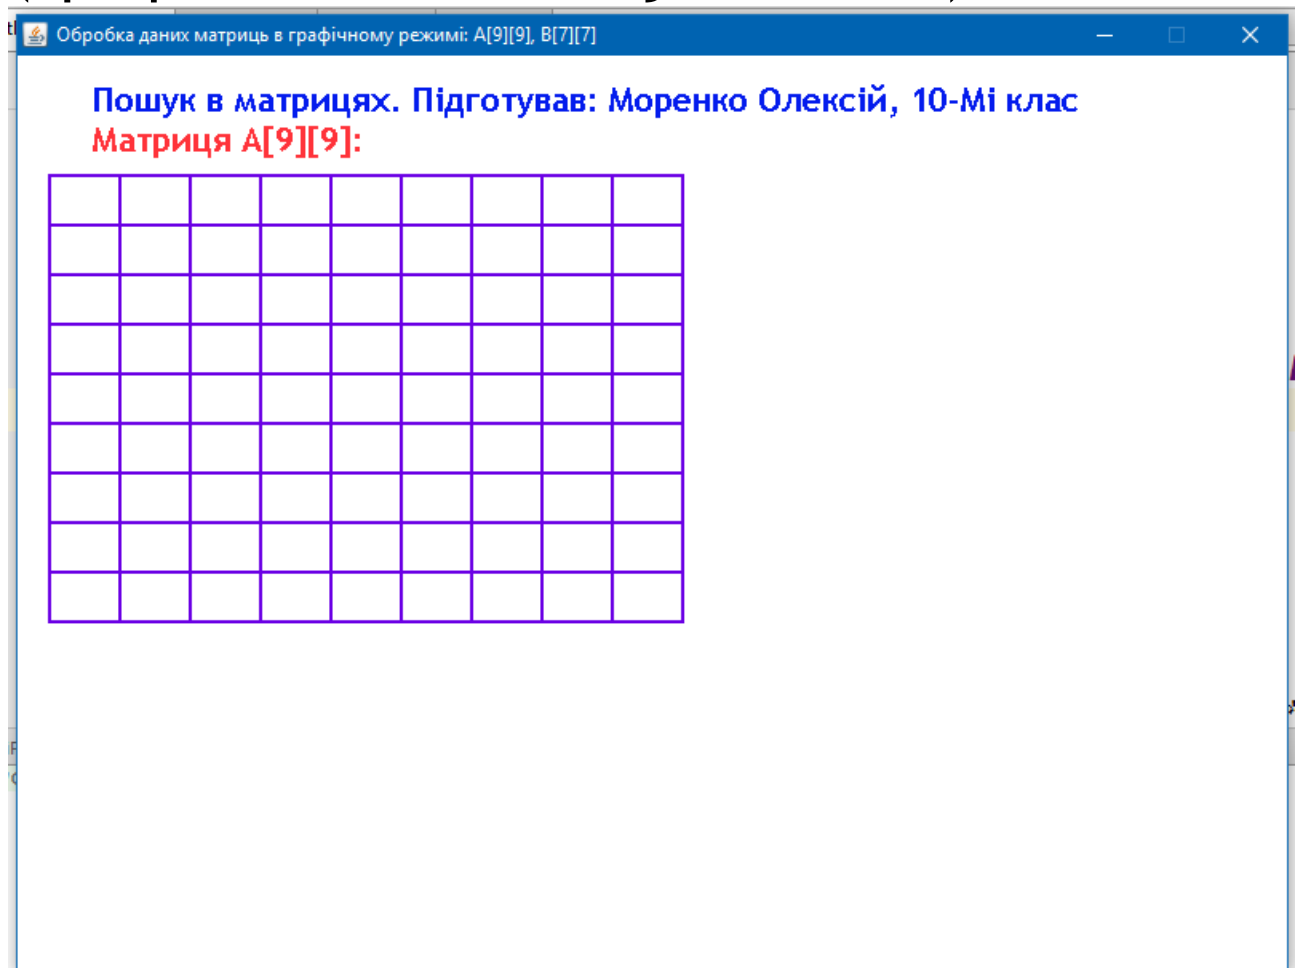 Обробка даних матриць в графічному режимі: A[9][9], B[7][7]
Пошук в матрицях. Підготував: Моренко Олексій, 10-Мі клас
Матриця A[9][9]: